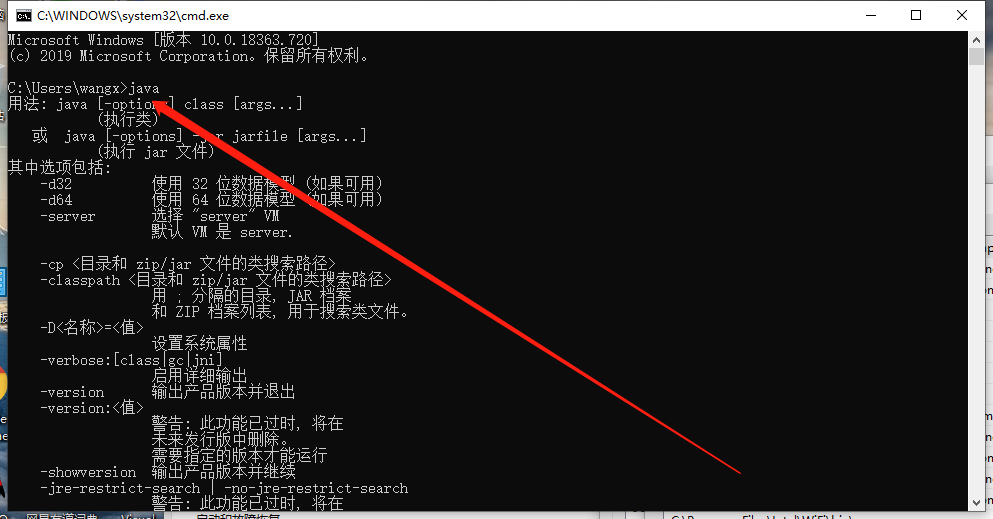 C:\WINDOWS\system32\cmd.exe
Microsoft Windows [版本 10.0.18363.720]
(c) 2019 Microsoft Corporation。保留所有权利。
C:\Users\wangx>java
用法: java [-options] class [args...]
(执行类)
或 java [-options] -jar jarfile [args...]
(执行 jar 文件)
其中选项包括:
-d32 使用 32 位数据模型 (如果可用)
-d64 使用 64 位数据模型 (如果可用)
-server 选择 "server" VM
默认 VM 是 server.
-cp <目录和 zip/jar 文件的类搜索路径>
-classpath <目录和 zip/jar 文件的类搜索路径>
用 ; 分隔的目录, JAR 档案
和 ZIP 档案列表, 用于搜索类文件。
-D<名称>=<值>
设置系统属性
-verbose:[class|gc|jni]
启用详细输出
-version 输出产品版本并退出
-version:<值>
警告: 此功能已过时, 将在
未来发行版中删除。
需要指定的版本才能运行
-showversion 输出产品版本并继续
-jre-restrict-search | -no-jre-restrict-search
警告: 此功能已过时, 将在